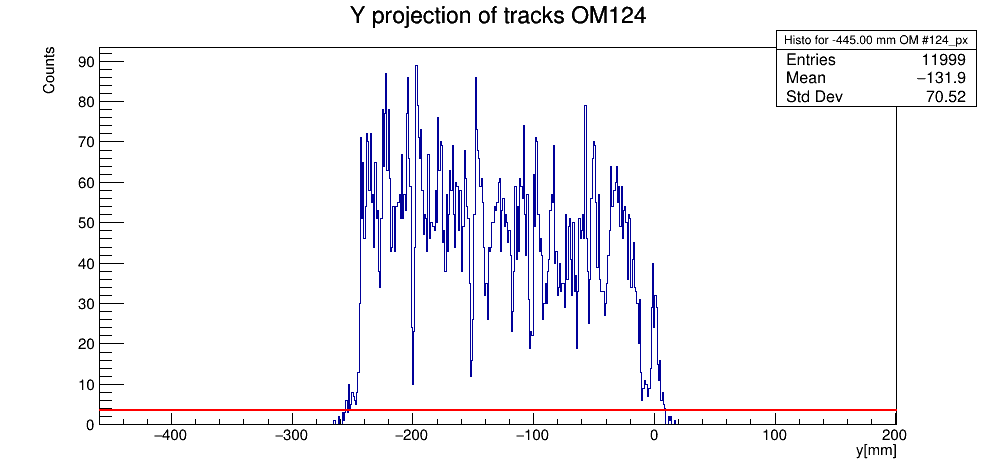 Y projection of tracks OM124
Histo for -445.00 mm OM #124_px
Entries 11999
Mean −131.9
Std Dev 70.52
Counts
90
80
70
60
50
40
30
20
10
0
−400 −300 −200 −100 0 100 200
y[mm]